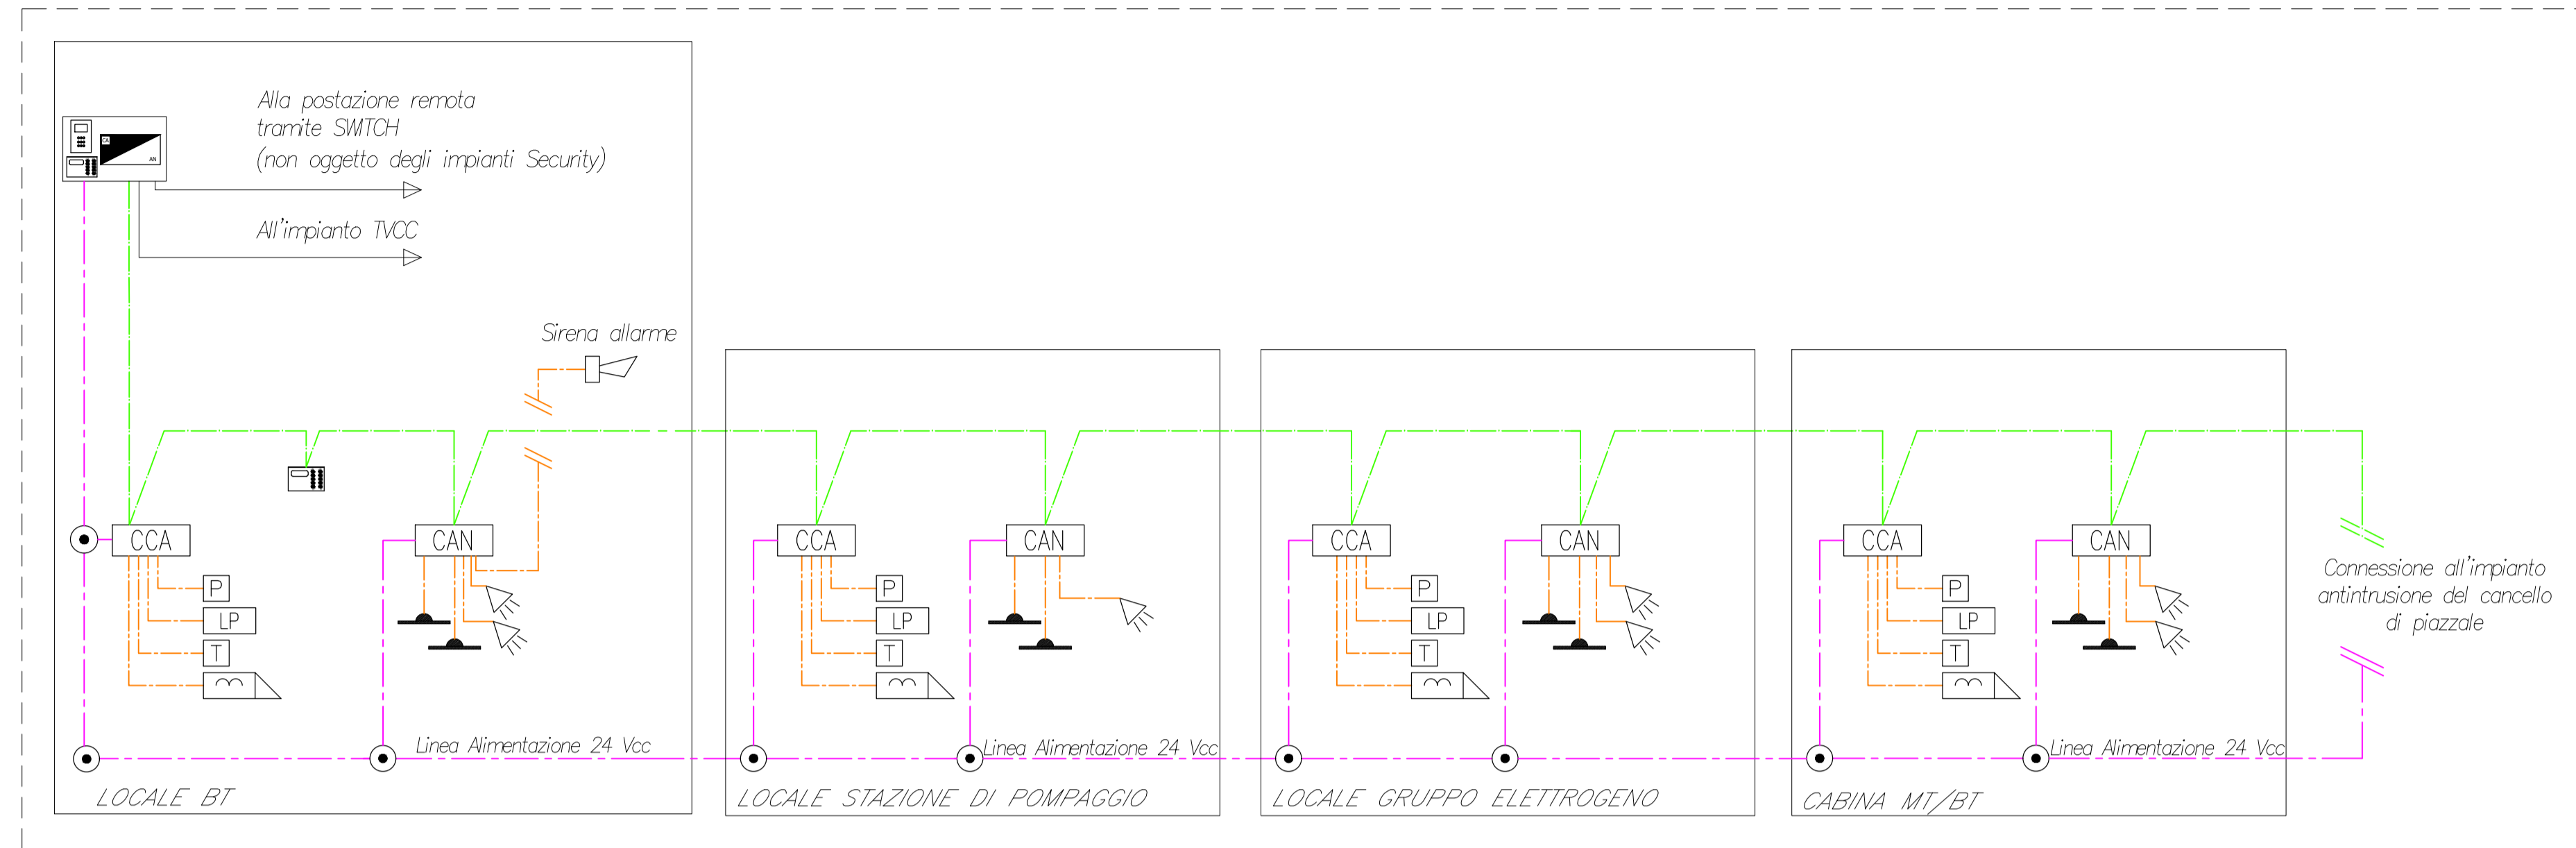 Alla postazione remota
tramite SWITCH
(non oggetto degli impianti Security)
CA
AN
All'impianto TVCC
Sirena allarme
CCA
CAN
P
LP
T
Linea Alimentazione 24 Vcc
LOCALE BT
CCA
CAN
P
LP
T
Linea Alimentazione 24 Vcc
LOCALE STAZIONE DI POMPAGGIO
CCA
CAN
P
LP
T
LOCALE GRUPPO ELETTROGENO
CCA
CAN
P
LP
T
Linea Alimentazione 24 Vcc
CABINA MT/BT
Connessione all'impianto
antintrusione del cancello
di piazzale